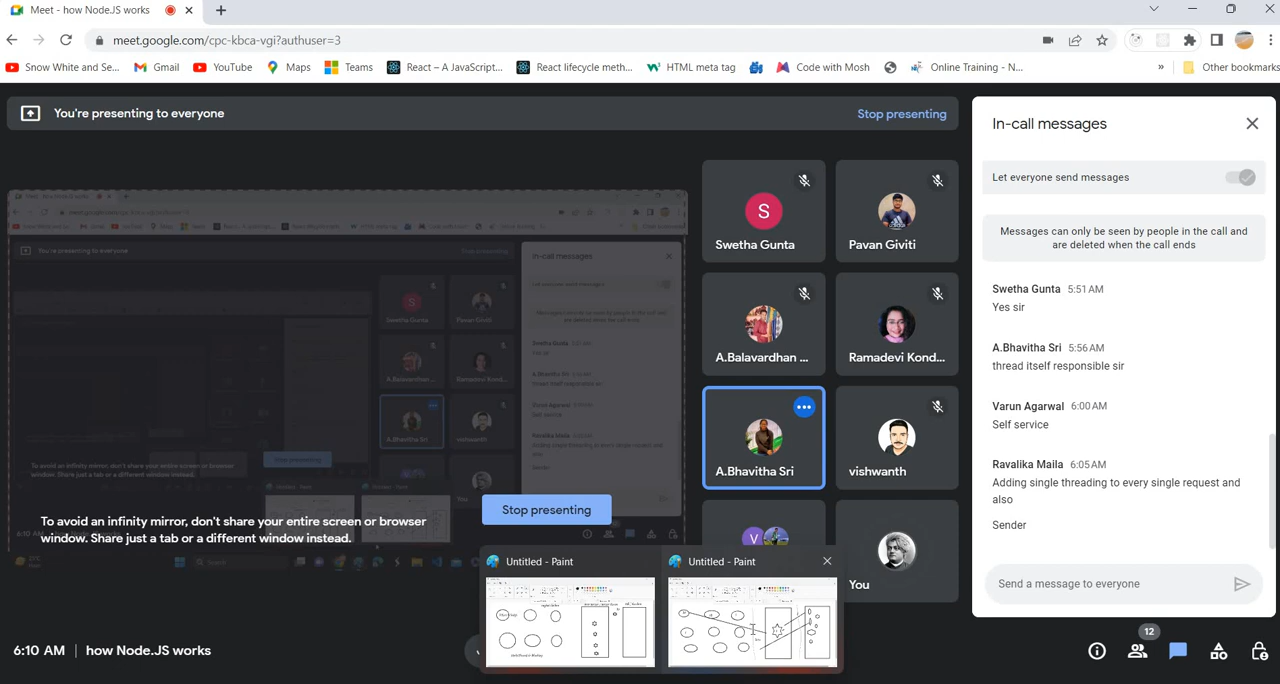 Meet - how Node.JS works
meet.google.com/cpc-kbca-vgi?authuser=3
Snow White and Se... Gmail YouTube Maps Teams React – A JavaScript... React lifecycle meth... HTML meta tag Code with Mosh Online Training - N... » Other bookmarks
You're presenting to everyone
Stop presenting
In-call messages
Let everyone send messages
Messages can only be seen by people in the call and
are deleted when the call ends
Swetha Gunta 5:51 AM
Yes sir
A.Bhavitha Sri 5:56 AM
thread itself responsible sir
Varun Agarwal 6:00 AM
Self service
Ravalika Maila 6:05 AM
Adding single threading to every single request and
also
Sender
Send a message to everyone
S
Swetha Gunta
Pavan Giviti
A.Balavardhan ...
Ramadevi Kond...
A.Bhavitha Sri
vishwanth
V
You
To avoid an infinity mirror, don't share your entire screen or browser
window. Share just a tab or a different window instead.
Stop presenting
Untitled - Paint
Untitled - Paint
6:10 AM how Node.JS works
12